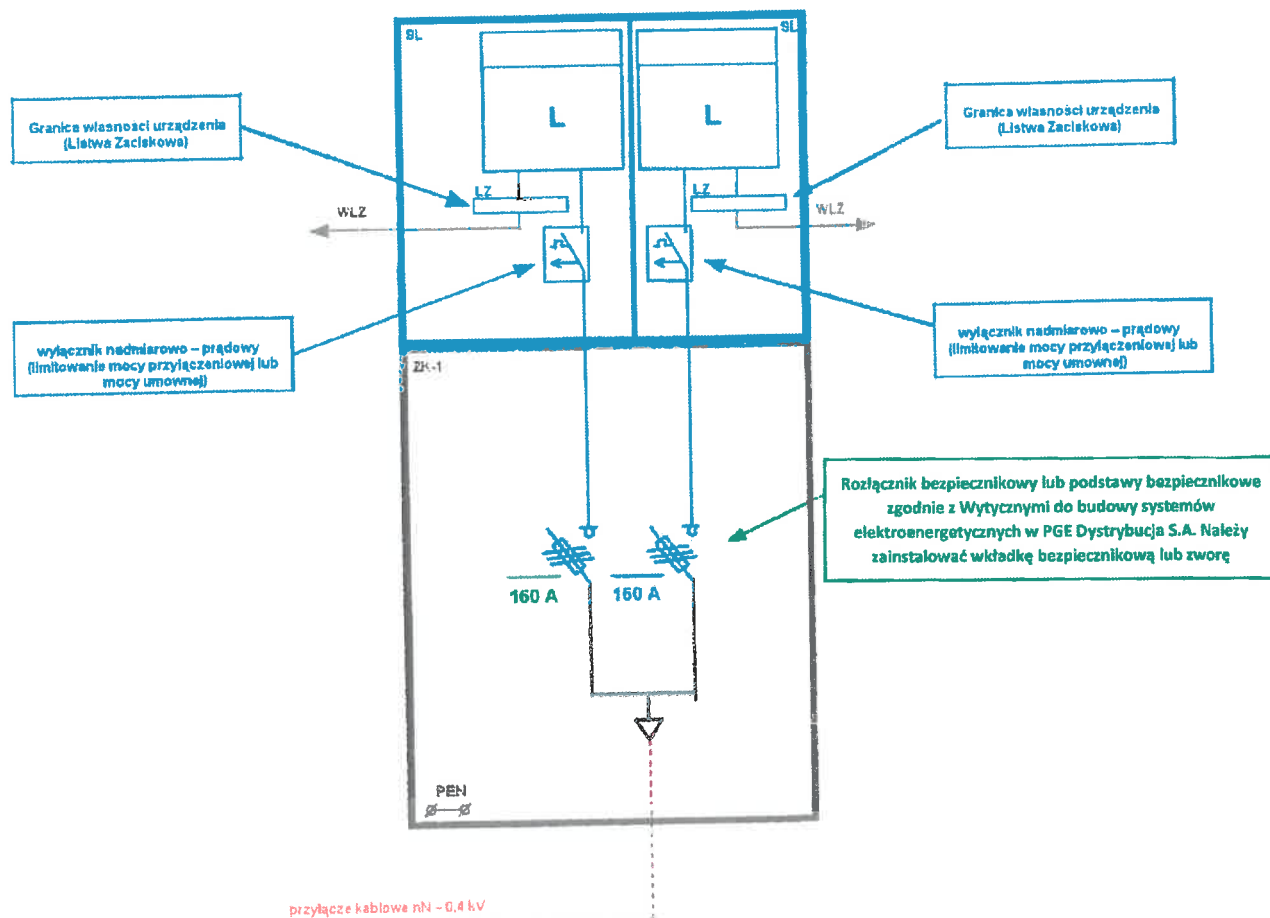 SL
SL
L
L
Granica własności urządzenia
(Listwa Zaciskowa)
Granica własności urządzenia
(Listwa Zaciskowa)
LZ
LZ
WLZ
WLZ
wyłącznik nadmiarowo – prądowy
(limitowanie mocy przyłączeniowej lub
mocy umownej)
wyłącznik nadmiarowo – prądowy
(limitowanie mocy przyłączeniowej lub
mocy umownej)
ZK-1
Rozłącznik bezpiecznikowy lub podstawy bezpiecznikowe
zgodnie z Wytycznymi do budowy systemów
elektroenergetycznych w PGE Dystrybucja S.A. Należy
zainstalować wkładkę bezpiecznikową lub zworę
160 A
160 A
PEN
przyłącze kablowe nN - 0,4 kV